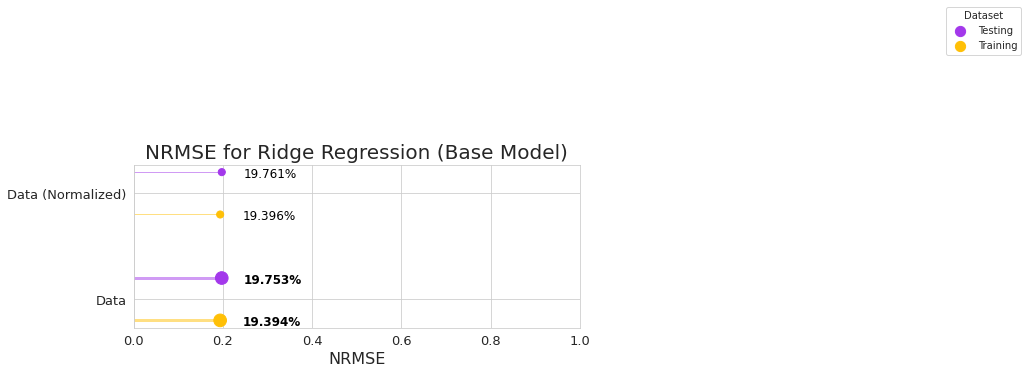 Dataset
Testing
Training
NRMSE for Ridge Regression (Base Model)
19.761%
Data (Normalized)
19.396%
19.753%
Data
19.394%
0.0 0.2 0.4 0.6 0.8 1.0
NRMSE